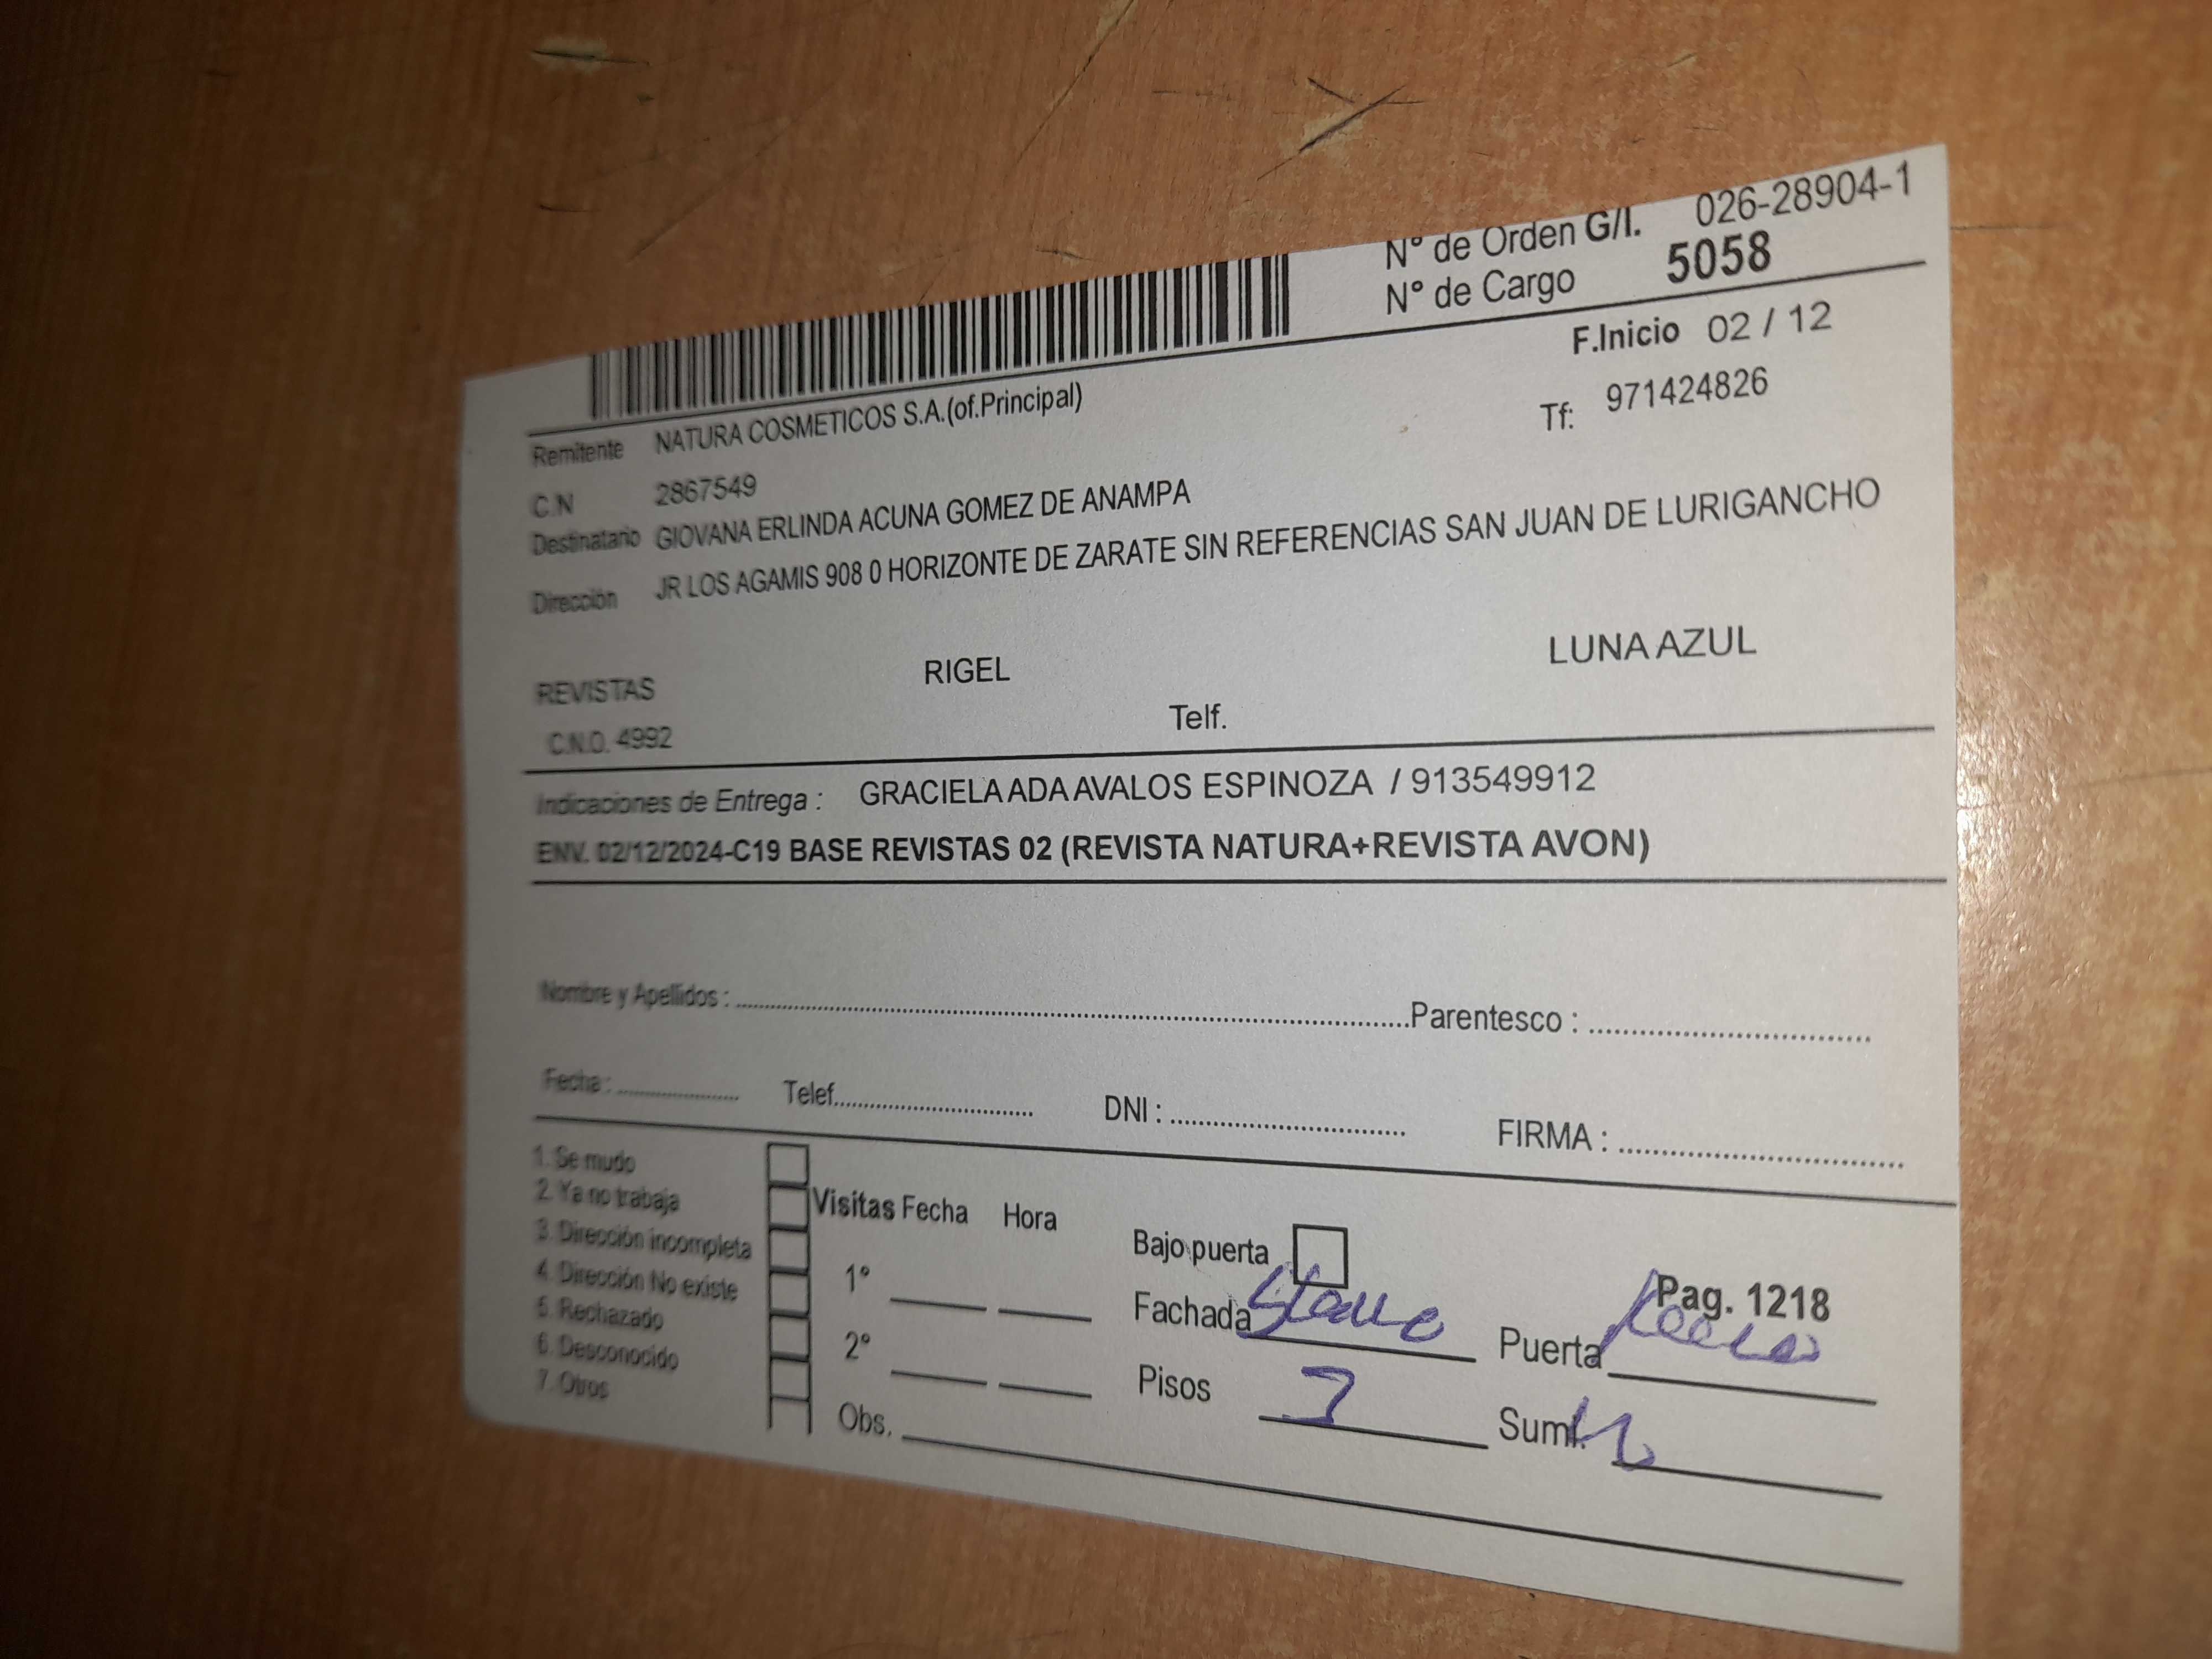 N° de Orden G/I. 026-28904-1
N° de Cargo 5058
F.Inicio 02 / 12
Remitente NATURA COSMETICOS S.A.(of.Principal)
Tf: 971424826
C.N 2867549
Destinatario GIOVANA ERLINDA ACUNA GOMEZ DE ANAMPA
Dirección JR LOS AGAMIS 908 0 HORIZONTE DE ZARATE SIN REFERENCIAS SAN JUAN DE LURIGANCHO
REVISTAS RIGEL LUNA AZUL
C.N.O. 4992 Telf.
Indicaciones de Entrega : GRACIELA ADA AVALOS ESPINOZA / 913549912
ENV. 02/12/2024-C19 BASE REVISTAS 02 (REVISTA NATURA+REVISTA AVON)
Nombre y Apellidos : Parentesco :
Fecha : Telef. DNI : FIRMA :
1. Se mudo
2. Ya no trabaja
3. Dirección incompleta
4. Dirección No existe
5. Rechazado
6. Desconocido
7. Otros
Visitas Fecha Hora
1°
2°
Obs.
Bajo puerta
Pag. 1218
Fachada
Puerta
Pisos
Sumi.